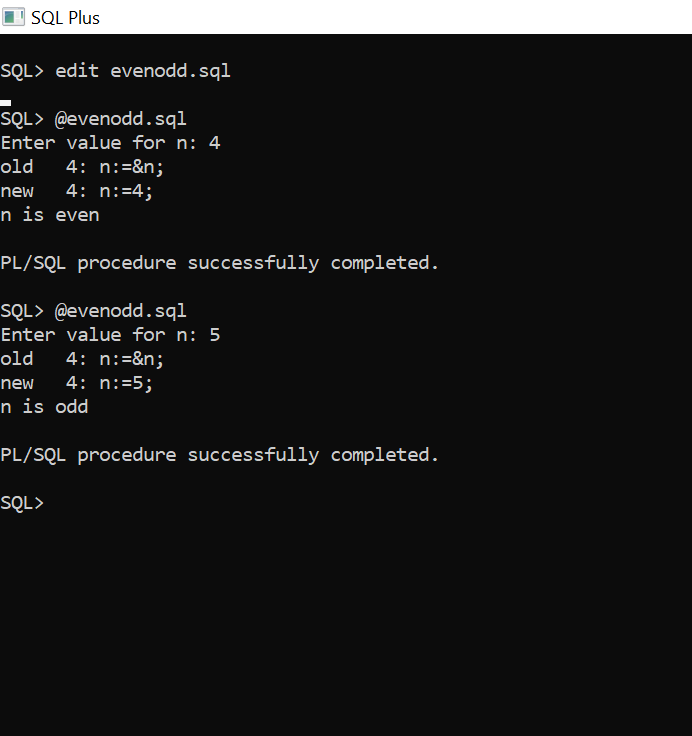 SQL Plus
SQL> edit evenodd.sql
SQL> @evenodd.sql
Enter value for n: 4
old   4: n:=&n;
new   4: n:=4;
n is even
PL/SQL procedure successfully completed.
SQL> @evenodd.sql
Enter value for n: 5
old   4: n:=&n;
new   4: n:=5;
n is odd
PL/SQL procedure successfully completed.
SQL>